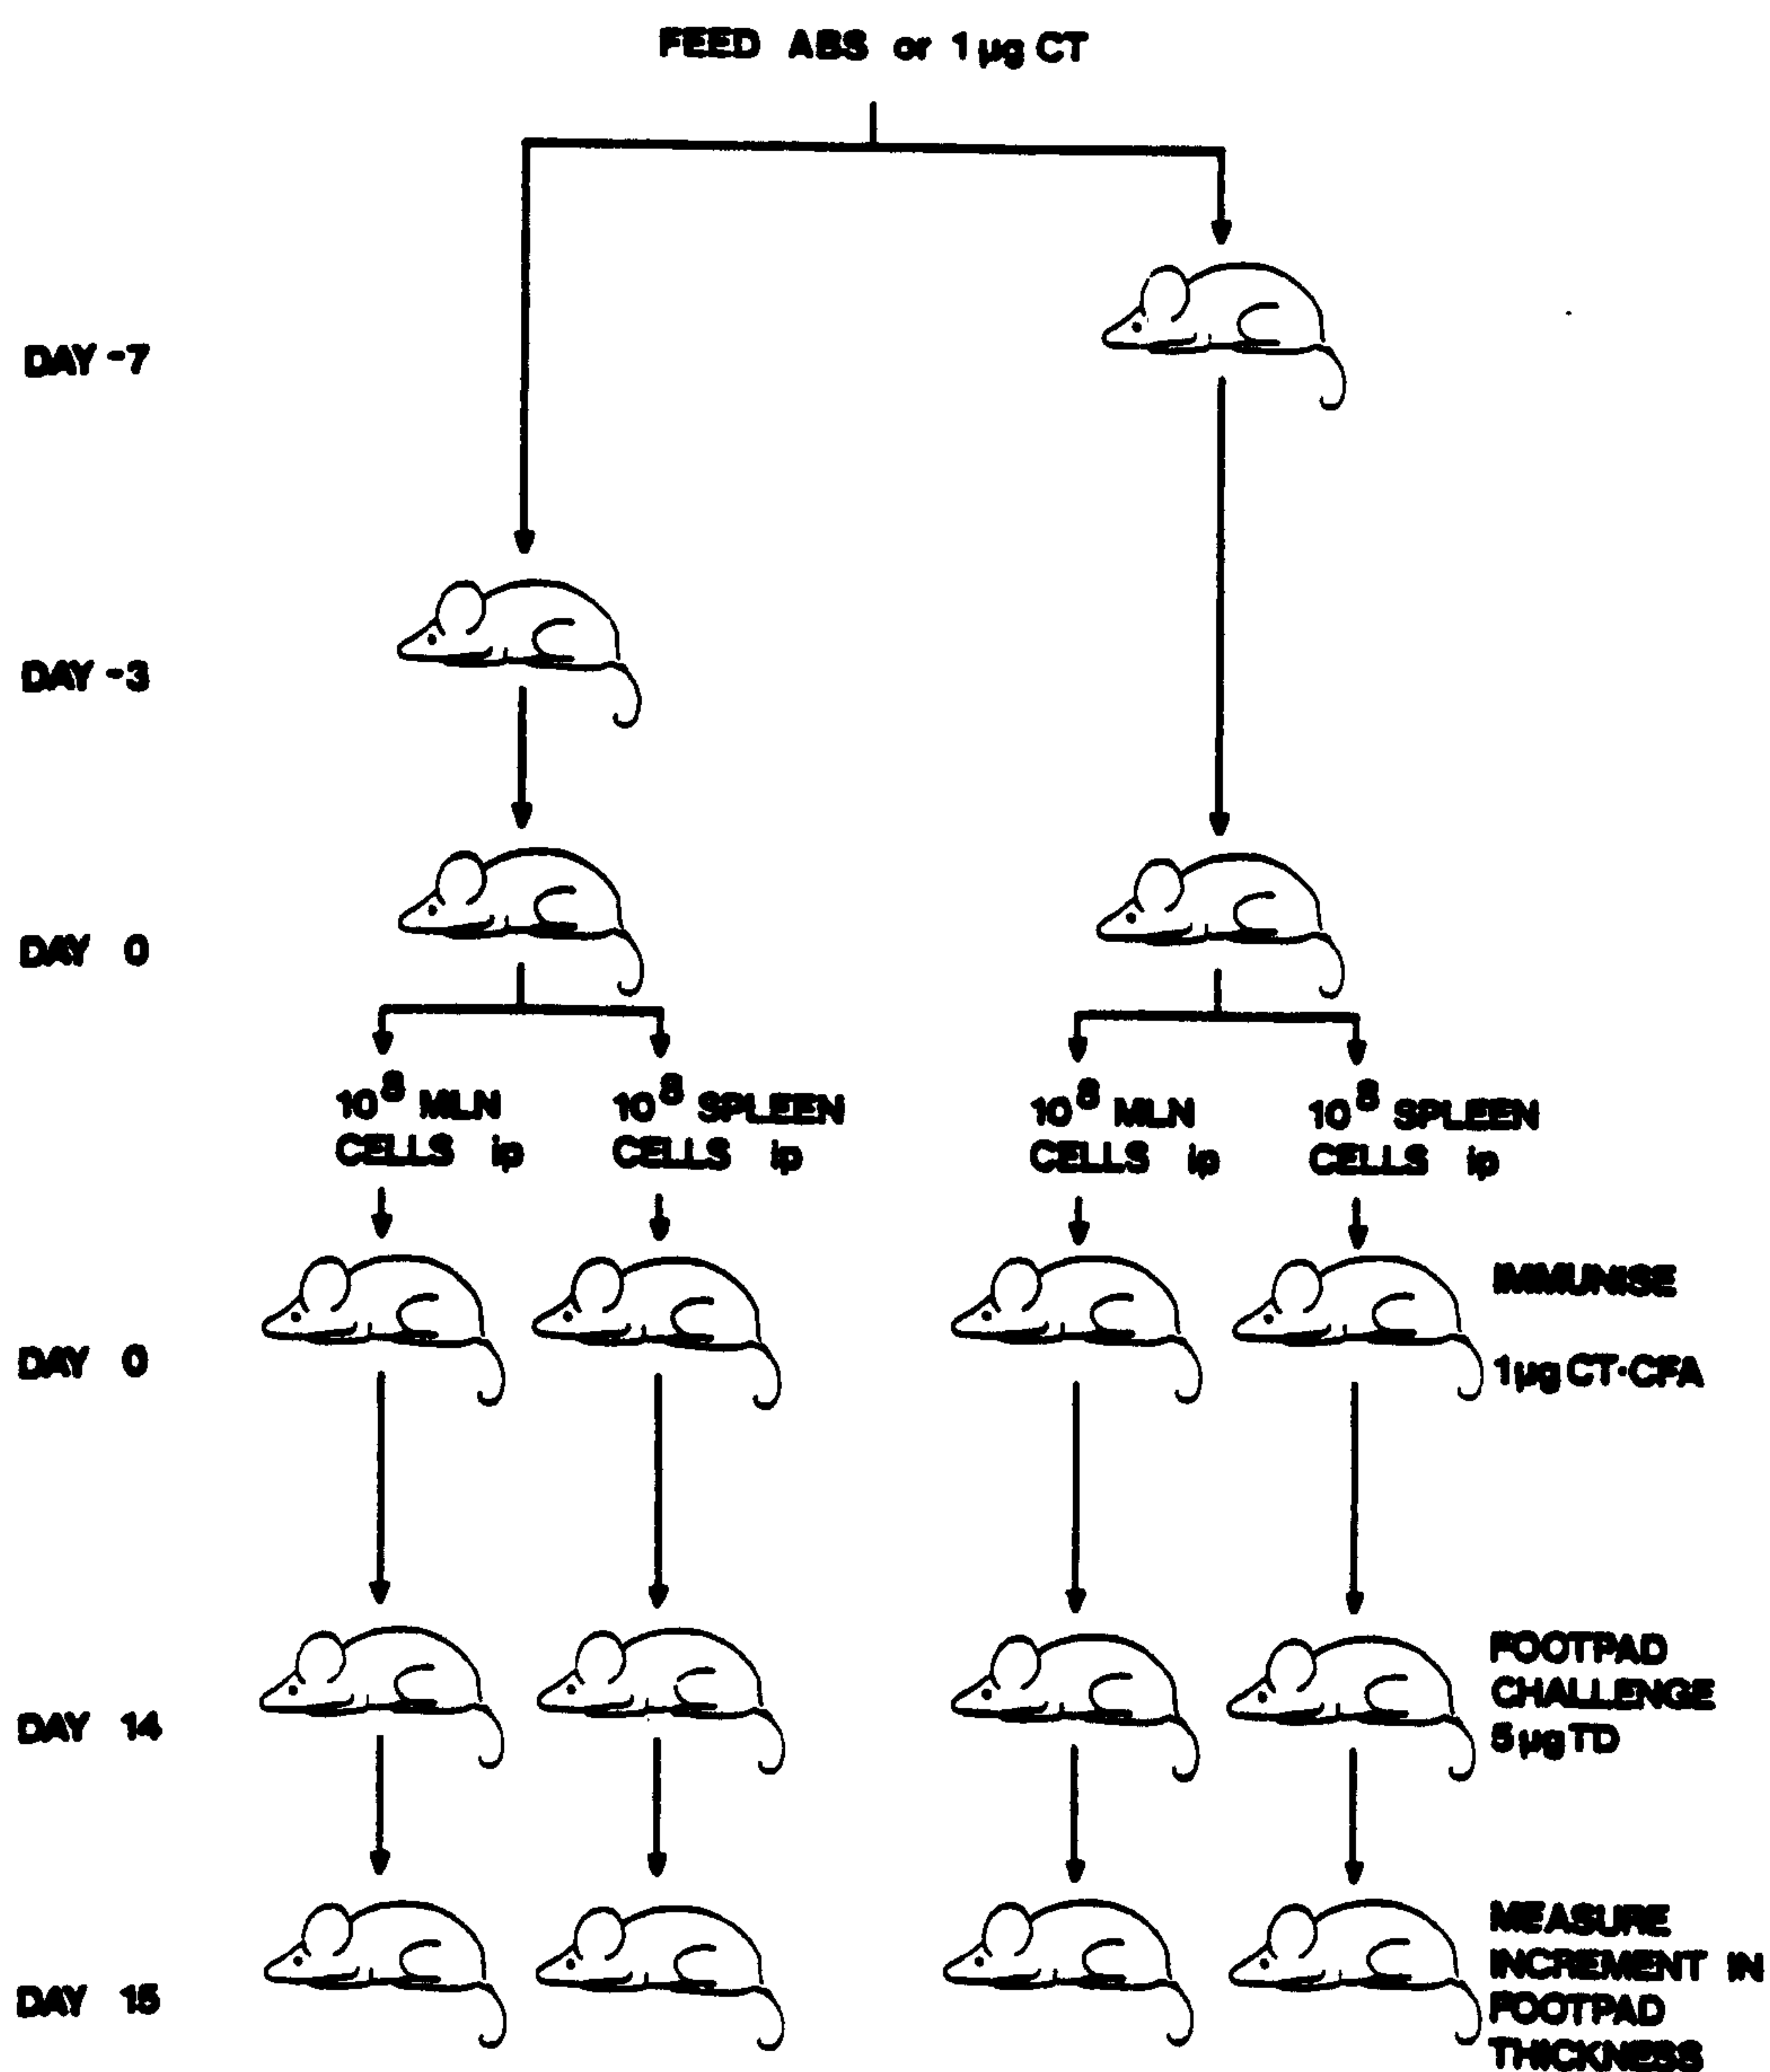 FEED ABS or 1 µg CT
DAY -7
DAY -3
DAY 0
10⁸ MLN
CELLS ip
10⁸ SPLEEN
CELLS ip
10⁸ MLN
CELLS ip
10⁸ SPLEEN
CELLS ip
DAY 0
IMMUNISE
1 µg CT·CFA
DAY 14
FOOTPAD
CHALLENGE
5 µg TD
DAY 15
MEASURE
INCREMENT IN
FOOTPAD
THICKNESS